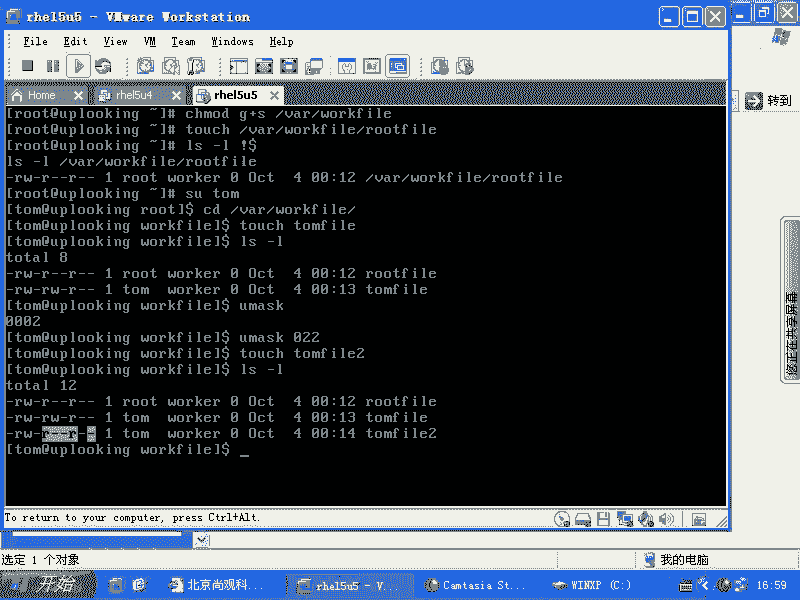 rhel5u5 - VMware Workstation
File Edit View VM Team Windows Help
Home rhel5u4 rhel5u5
转到
[root@uplooking ~]# chmod g+s /var/workfile
[root@uplooking ~]# touch /var/workfile/rootfile
[root@uplooking ~]# ls -l !$
ls -l /var/workfile/rootfile
-rw-r--r-- 1 root worker 0 Oct  4 00:12 /var/workfile/rootfile
[root@uplooking ~]# su tom
[tom@uplooking root]$ cd /var/workfile/
[tom@uplooking workfile]$ touch tomfile
[tom@uplooking workfile]$ ls -l
total 8
-rw-r--r-- 1 root worker 0 Oct  4 00:12 rootfile
-rw-rw-r-- 1 tom  worker 0 Oct  4 00:13 tomfile
[tom@uplooking workfile]$ umask
0002
[tom@uplooking workfile]$ umask 022
[tom@uplooking workfile]$ touch tomfile2
[tom@uplooking workfile]$ ls -l
total 12
-rw-r--r-- 1 root worker 0 Oct  4 00:12 rootfile
-rw-rw-r-- 1 tom  worker 0 Oct  4 00:13 tomfile
-rw-r--r-- 1 tom  worker 0 Oct  4 00:14 tomfile2
[tom@uplooking workfile]$ _
您正在共享屏幕
To return to your computer, press Ctrl+Alt.
选定 1 个对象
我的电脑
开始 北京尚观科... rhel5u5 - V... Camtasia St... WINXP (C:) 16:59